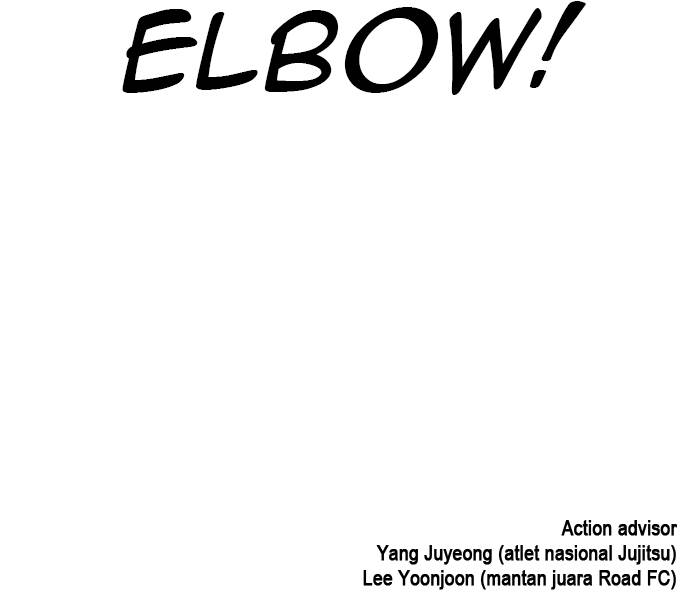 ELBOW!
Action advisor
Yang Juyeong (atlet nasional Jujitsu)
Lee Yoonjoon (mantan juara Road FC)